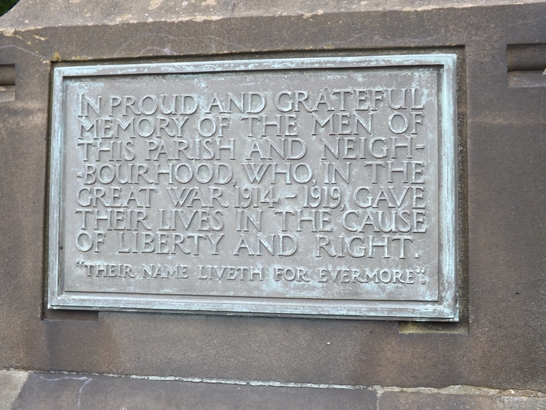 IN PROUD AND GRATEFUL
MEMORY OF THE MEN OF
THIS PARISH AND NEIGH-
-BOURHOOD, WHO, IN THE
GREAT WAR 1914-1919, GAVE
THEIR LIVES IN THE CAUSE
OF LIBERTY AND RIGHT.
"THEIR NAME LIVETH FOR EVERMORE".